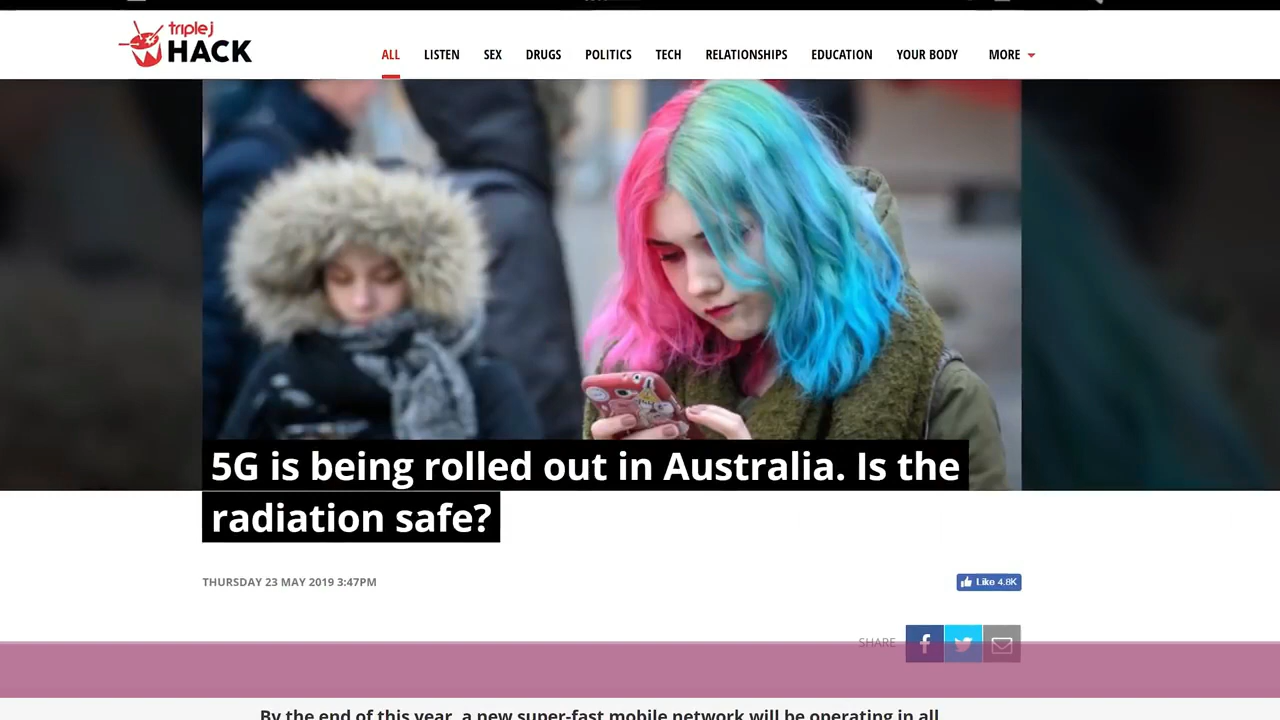 triple j
HACK
ALL LISTEN SEX DRUGS POLITICS TECH RELATIONSHIPS EDUCATION YOUR BODY MORE
5G is being rolled out in Australia. Is the
radiation safe?
THURSDAY 23 MAY 2019 3:47PM
Like 4.8K
SHARE
By the end of this year, a new super-fast mobile network will be operating in all